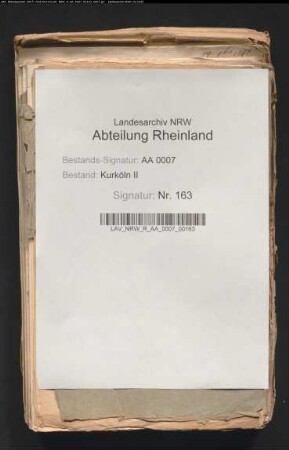 Landesarchiv NRW
Abteilung Rheinland
Bestands-Signatur: AA 0007
Bestand: Kurköln II
Signatur: Nr. 163
LAV_NRW_R_AA_0007_00163